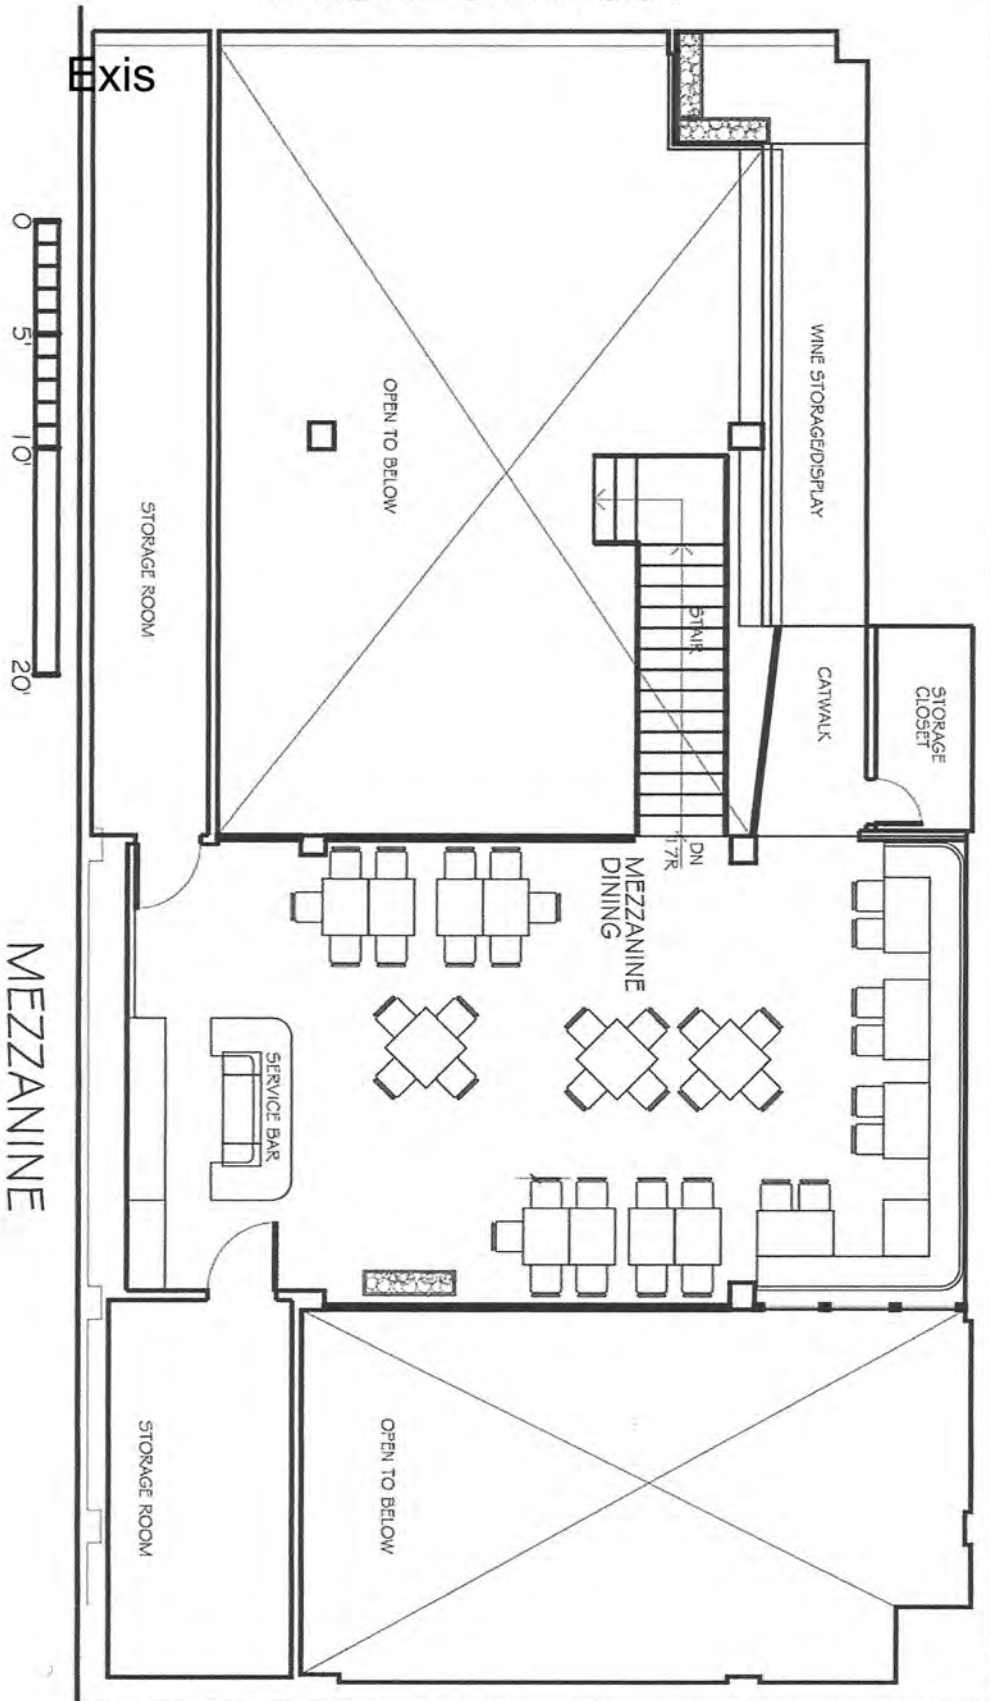 Exis
WINE STORAGE/DISPLAY
STORAGE
CLOSET
CATWALK
STAIR
DN
17R
OPEN TO BELOW
STORAGE ROOM
MEZZANINE
DINING
SERVICE BAR
OPEN TO BELOW
STORAGE ROOM
0 5' 10' 20'
MEZZANINE